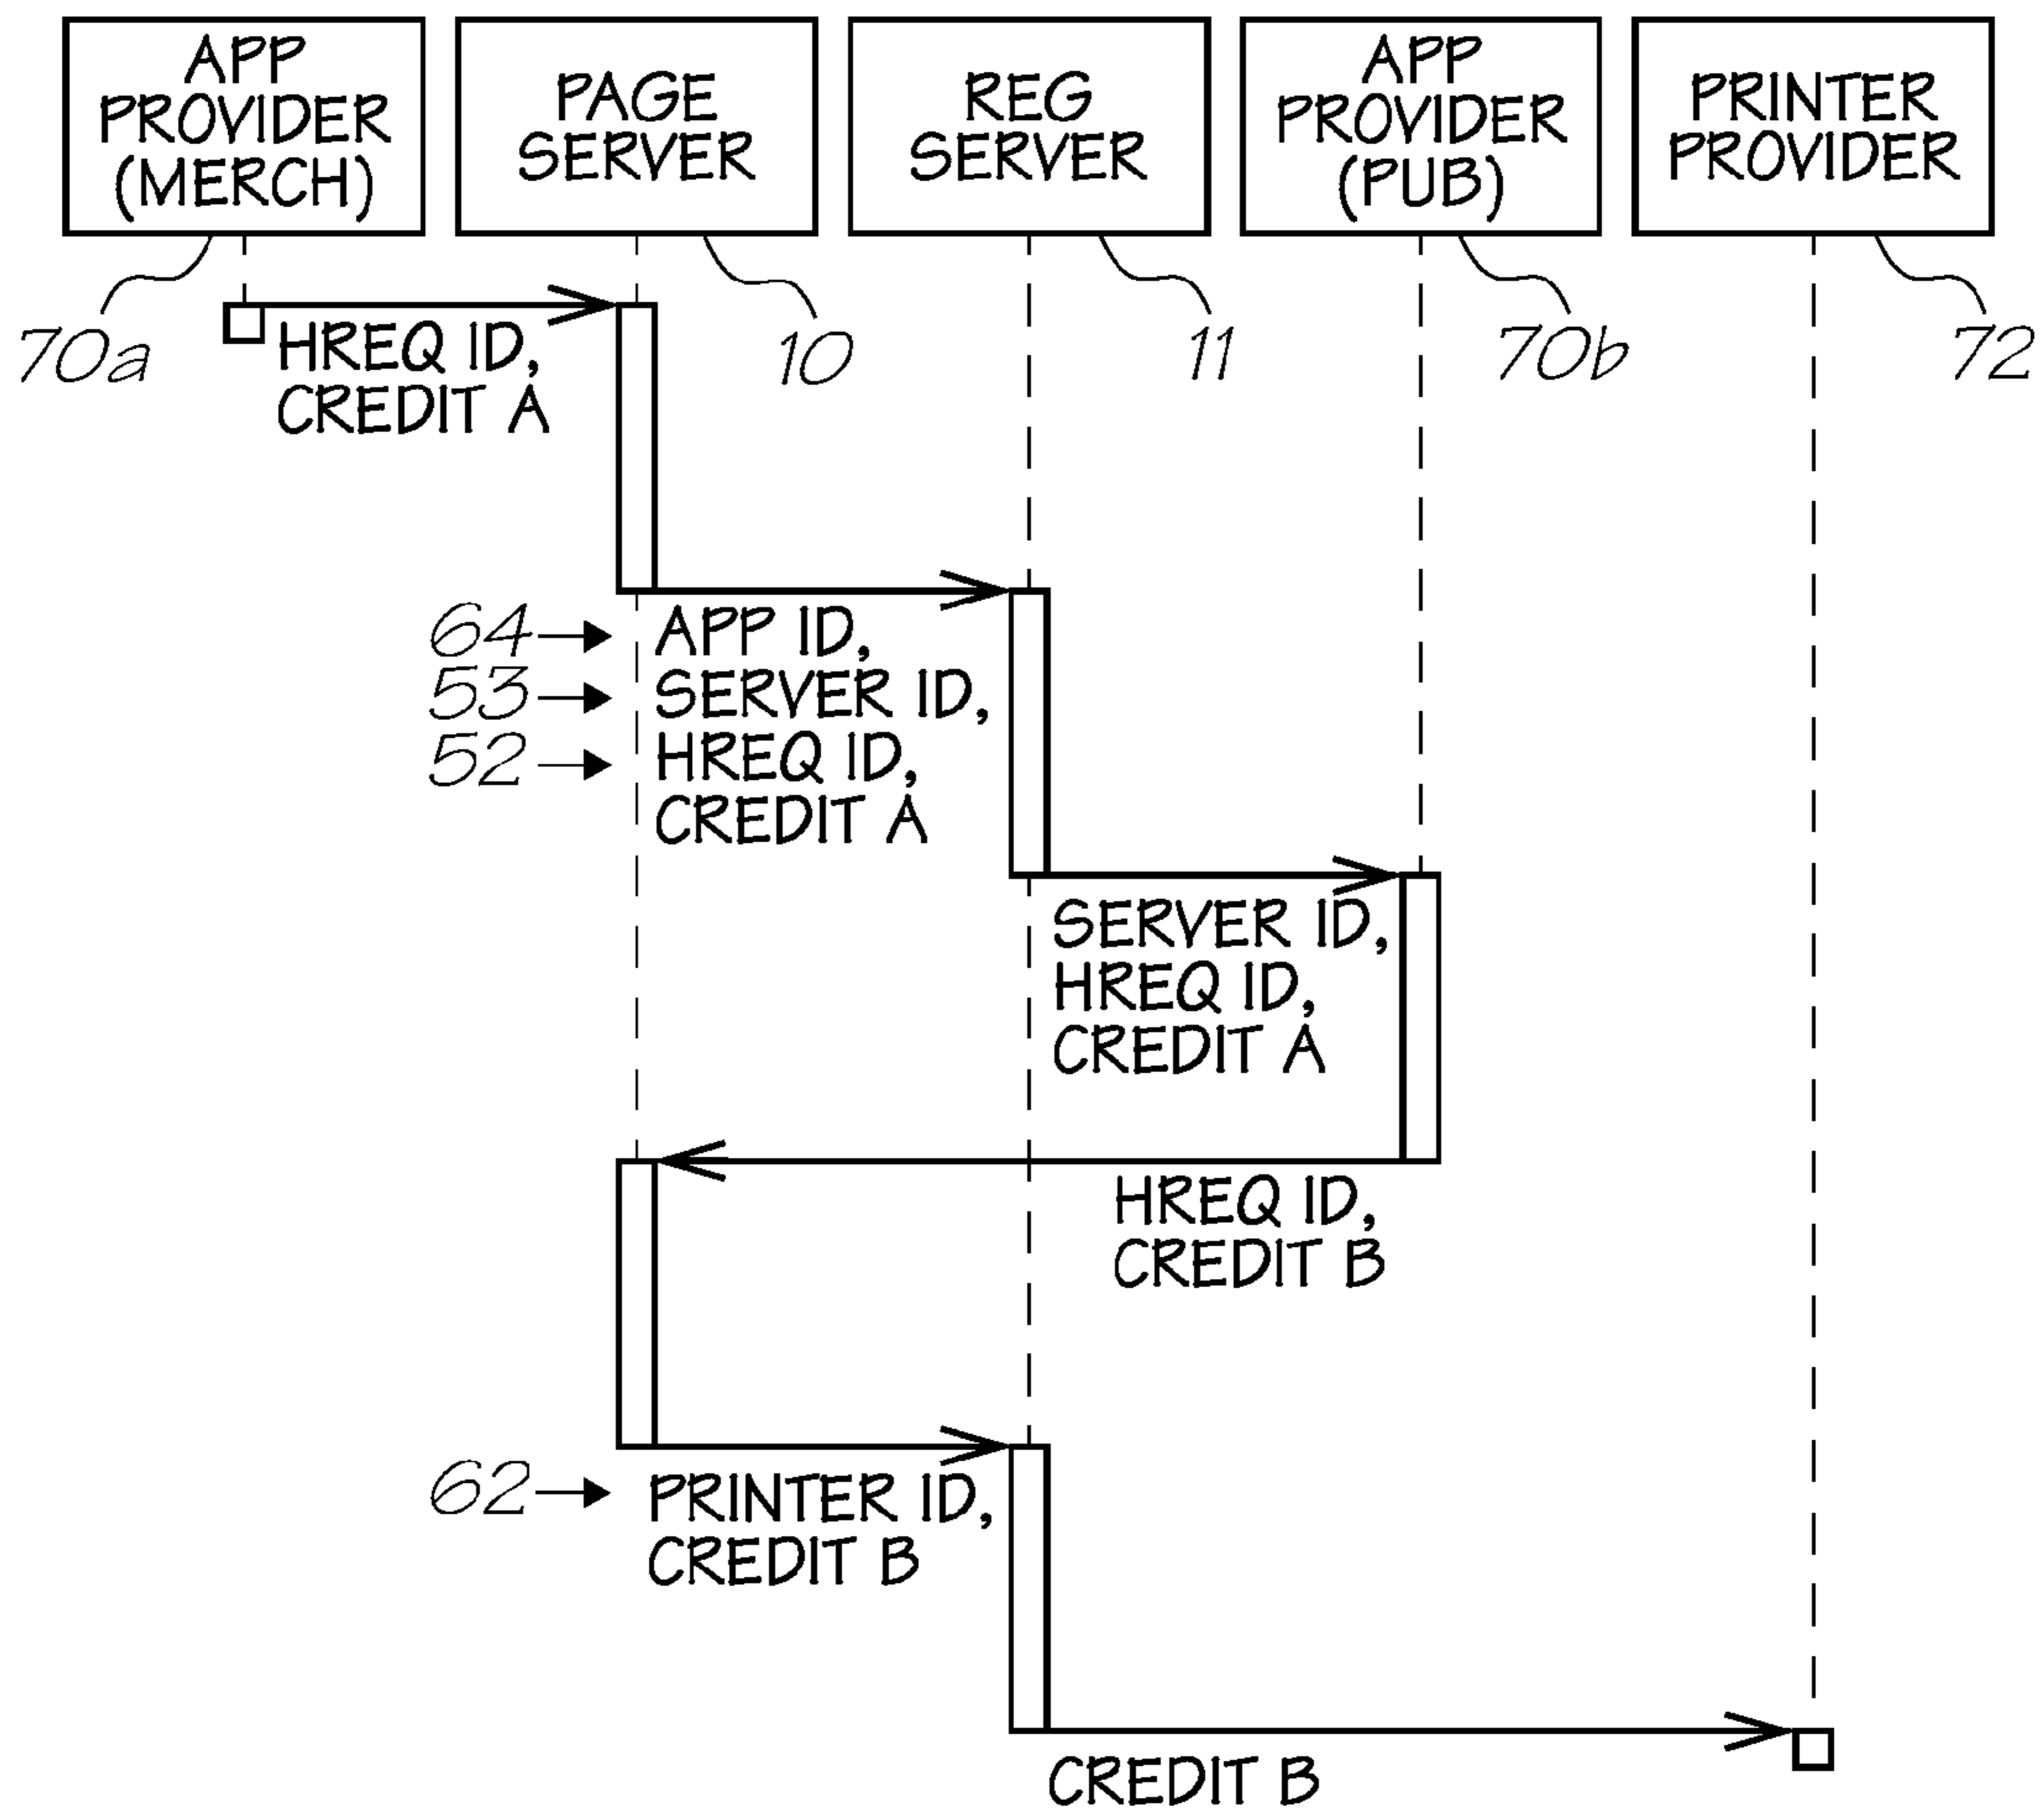 APP
PROVIDER
(MERCH)
PAGE
SERVER
REG
SERVER
APP
PROVIDER
(PUB)
PRINTER
PROVIDER
70a
10
11
70b
72
HREQ ID,
CREDIT A
64
APP ID,
53
SERVER ID,
52
HREQ ID,
CREDIT A
SERVER ID,
HREQ ID,
CREDIT A
HREQ ID,
CREDIT B
62
PRINTER ID,
CREDIT B
CREDIT B